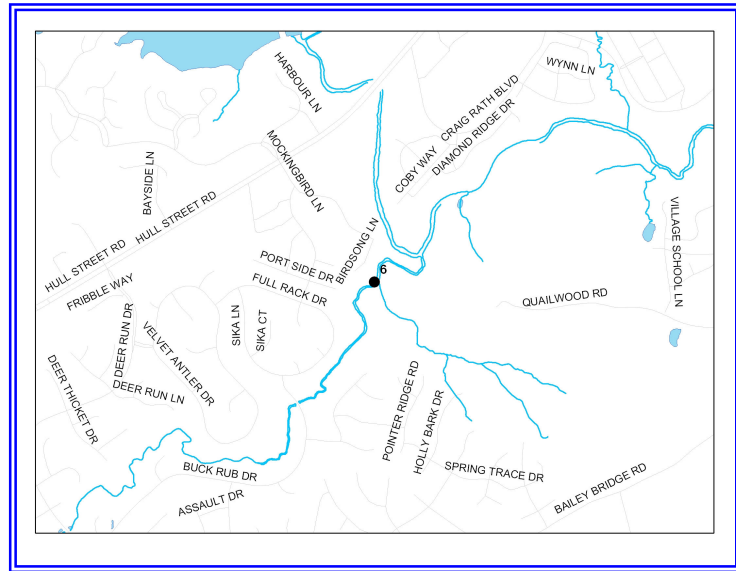 WYNN LN
HARBOUR LN
CRAIG RATH BLVD
DIAMOND RIDGE DR
COBY WAY
MOCKINGBIRD LN
BAYSIDE LN
HULL STREET RD
HULL STREET RD
VILLAGE SCHOOL LN
BIRDSONG LN
PORT SIDE DR
6
FULL RACK DR
FRIBBLE WAY
QUAILWOOD RD
SIKA LN
SIKA CT
DEER RUN DR
VELVET ANTLER DR
DEER RUN LN
DEER THICKET DR
POINTER RIDGE RD
HOLLY BARK DR
BUCK RUB DR
SPRING TRACE DR
ASSAULT DR
BAILEY BRIDGE RD